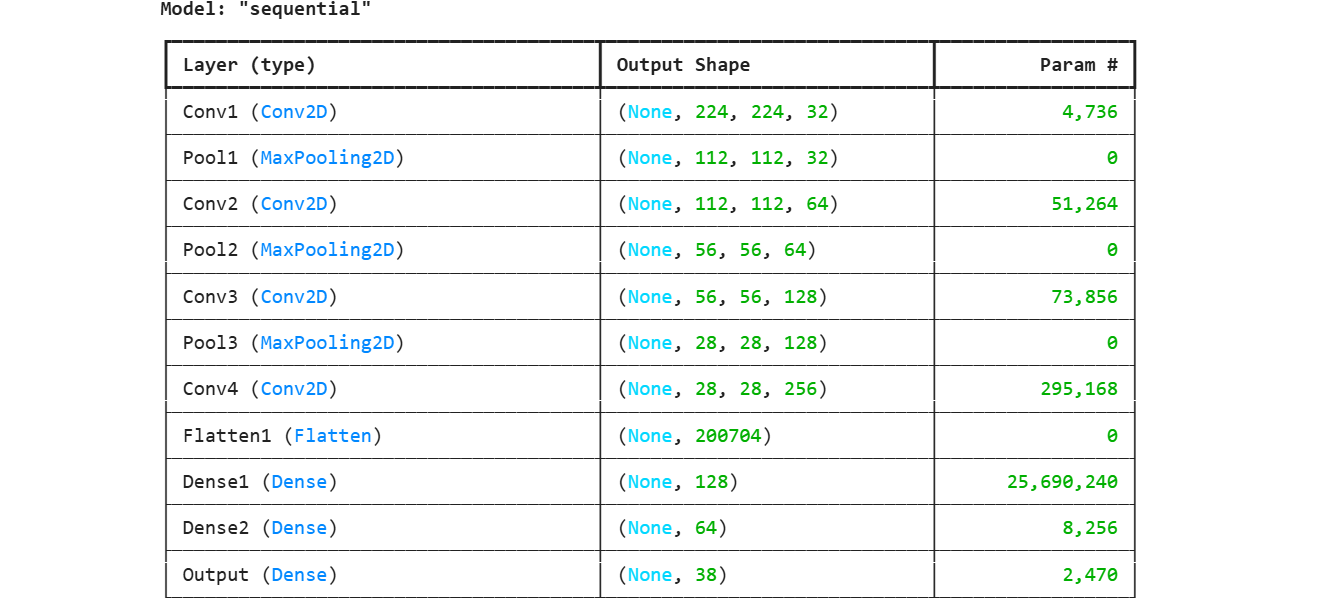 Model: "sequential"
Layer (type) Output Shape Param #
Conv1 (Conv2D) (None, 224, 224, 32) 4,736
Pool1 (MaxPooling2D) (None, 112, 112, 32) 0
Conv2 (Conv2D) (None, 112, 112, 64) 51,264
Pool2 (MaxPooling2D) (None, 56, 56, 64) 0
Conv3 (Conv2D) (None, 56, 56, 128) 73,856
Pool3 (MaxPooling2D) (None, 28, 28, 128) 0
Conv4 (Conv2D) (None, 28, 28, 256) 295,168
Flatten1 (Flatten) (None, 200704) 0
Dense1 (Dense) (None, 128) 25,690,240
Dense2 (Dense) (None, 64) 8,256
Output (Dense) (None, 38) 2,470